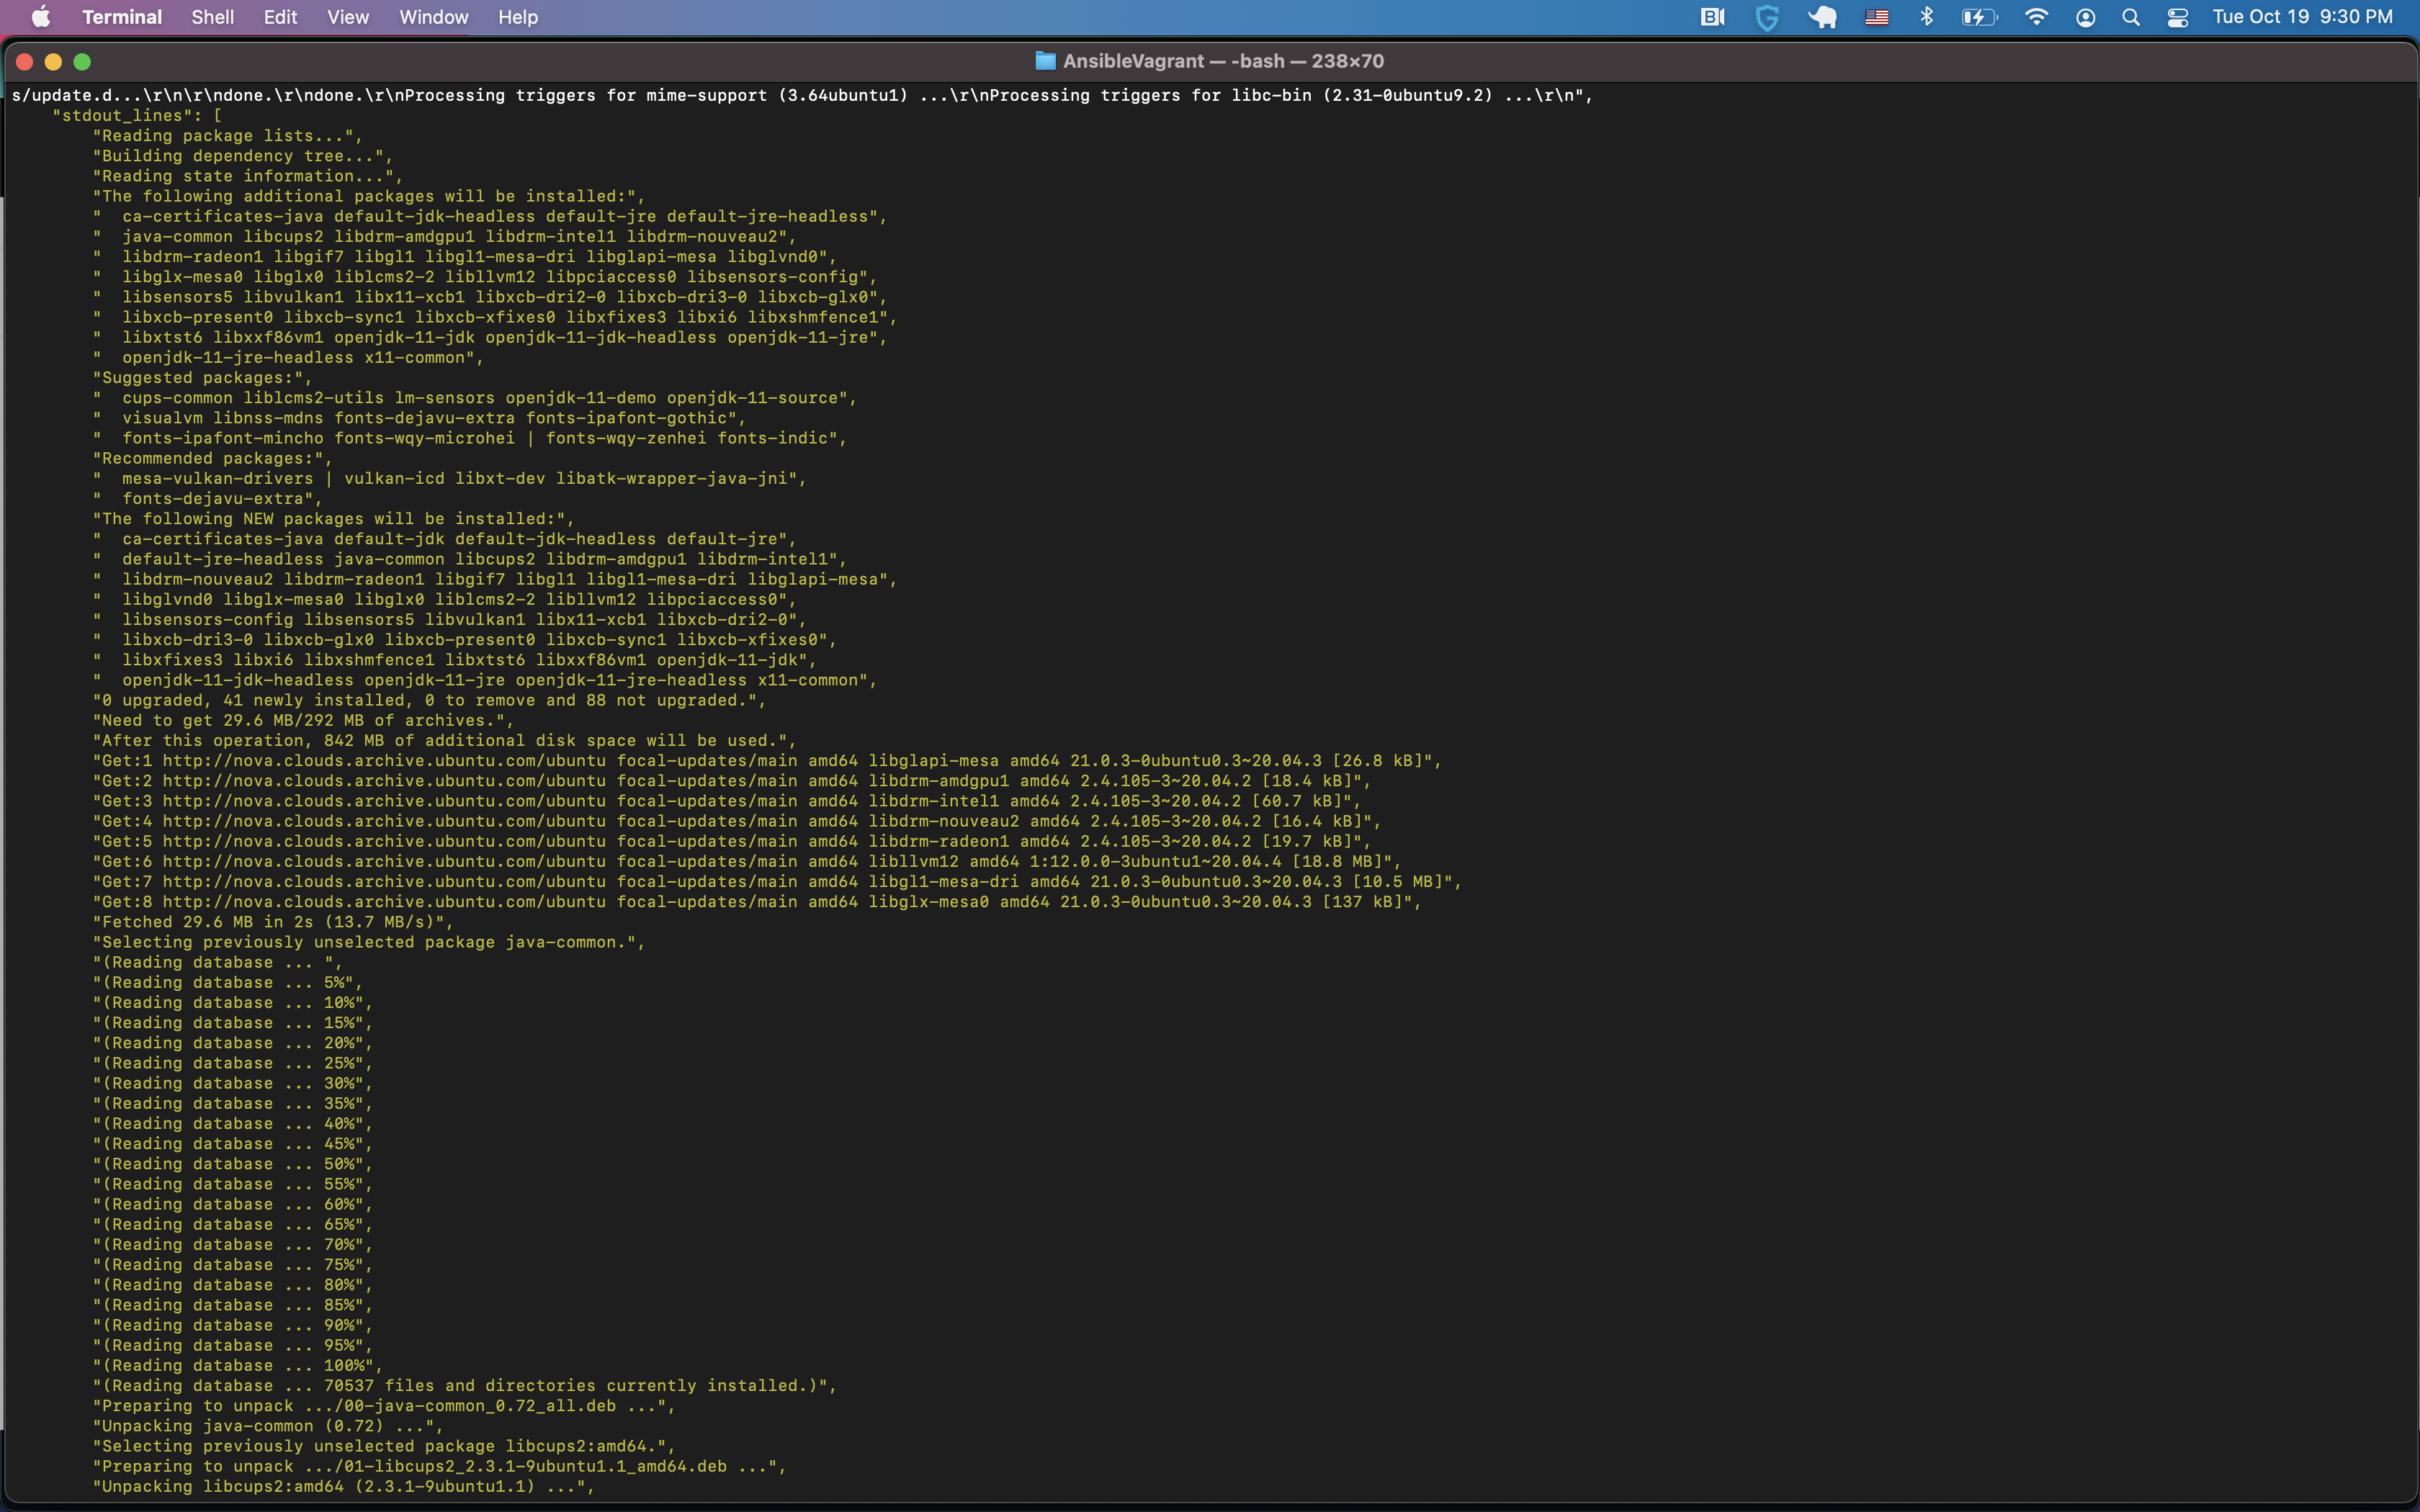 Terminal Shell Edit View Window Help Tue Oct 19 9:30 PM
AnsibleVagrant — -bash — 238×70
s/update.d...\r\n\r\ndone.\r\ndone.\r\nProcessing triggers for mime-support (3.64ubuntu1) ...\r\nProcessing triggers for libc-bin (2.31-0ubuntu9.2) ...\r\n",
    "stdout_lines": [
        "Reading package lists...",
        "Building dependency tree...",
        "Reading state information...",
        "The following additional packages will be installed:",
        "  ca-certificates-java default-jdk-headless default-jre default-jre-headless",
        "  java-common libcups2 libdrm-amdgpu1 libdrm-intel1 libdrm-nouveau2",
        "  libdrm-radeon1 libgif7 libgl1 libgl1-mesa-dri libglapi-mesa libglvnd0",
        "  libglx-mesa0 libglx0 liblcms2-2 libllvm12 libpciaccess0 libsensors-config",
        "  libsensors5 libvulkan1 libx11-xcb1 libxcb-dri2-0 libxcb-dri3-0 libxcb-glx0",
        "  libxcb-present0 libxcb-sync1 libxcb-xfixes0 libxfixes3 libxi6 libxshmfence1",
        "  libxtst6 libxxf86vm1 openjdk-11-jdk openjdk-11-jdk-headless openjdk-11-jre",
        "  openjdk-11-jre-headless x11-common",
        "Suggested packages:",
        "  cups-common liblcms2-utils lm-sensors openjdk-11-demo openjdk-11-source",
        "  visualvm libnss-mdns fonts-dejavu-extra fonts-ipafont-gothic",
        "  fonts-ipafont-mincho fonts-wqy-microhei | fonts-wqy-zenhei fonts-indic",
        "Recommended packages:",
        "  mesa-vulkan-drivers | vulkan-icd libxt-dev libatk-wrapper-java-jni",
        "  fonts-dejavu-extra",
        "The following NEW packages will be installed:",
        "  ca-certificates-java default-jdk default-jdk-headless default-jre",
        "  default-jre-headless java-common libcups2 libdrm-amdgpu1 libdrm-intel1",
        "  libdrm-nouveau2 libdrm-radeon1 libgif7 libgl1 libgl1-mesa-dri libglapi-mesa",
        "  libglvnd0 libglx-mesa0 libglx0 liblcms2-2 libllvm12 libpciaccess0",
        "  libsensors-config libsensors5 libvulkan1 libx11-xcb1 libxcb-dri2-0",
        "  libxcb-dri3-0 libxcb-glx0 libxcb-present0 libxcb-sync1 libxcb-xfixes0",
        "  libxfixes3 libxi6 libxshmfence1 libxtst6 libxxf86vm1 openjdk-11-jdk",
        "  openjdk-11-jdk-headless openjdk-11-jre openjdk-11-jre-headless x11-common",
        "0 upgraded, 41 newly installed, 0 to remove and 88 not upgraded.",
        "Need to get 29.6 MB/292 MB of archives.",
        "After this operation, 842 MB of additional disk space will be used.",
        "Get:1 http://nova.clouds.archive.ubuntu.com/ubuntu focal-updates/main amd64 libglapi-mesa amd64 21.0.3-0ubuntu0.3~20.04.3 [26.8 kB]",
        "Get:2 http://nova.clouds.archive.ubuntu.com/ubuntu focal-updates/main amd64 libdrm-amdgpu1 amd64 2.4.105-3~20.04.2 [18.4 kB]",
        "Get:3 http://nova.clouds.archive.ubuntu.com/ubuntu focal-updates/main amd64 libdrm-intel1 amd64 2.4.105-3~20.04.2 [60.7 kB]",
        "Get:4 http://nova.clouds.archive.ubuntu.com/ubuntu focal-updates/main amd64 libdrm-nouveau2 amd64 2.4.105-3~20.04.2 [16.4 kB]",
        "Get:5 http://nova.clouds.archive.ubuntu.com/ubuntu focal-updates/main amd64 libdrm-radeon1 amd64 2.4.105-3~20.04.2 [19.7 kB]",
        "Get:6 http://nova.clouds.archive.ubuntu.com/ubuntu focal-updates/main amd64 libllvm12 amd64 1:12.0.0-3ubuntu1~20.04.4 [18.8 MB]",
        "Get:7 http://nova.clouds.archive.ubuntu.com/ubuntu focal-updates/main amd64 libgl1-mesa-dri amd64 21.0.3-0ubuntu0.3~20.04.3 [10.5 MB]",
        "Get:8 http://nova.clouds.archive.ubuntu.com/ubuntu focal-updates/main amd64 libglx-mesa0 amd64 21.0.3-0ubuntu0.3~20.04.3 [137 kB]",
        "Fetched 29.6 MB in 2s (13.7 MB/s)",
        "Selecting previously unselected package java-common.",
        "(Reading database ... ",
        "(Reading database ... 5%",
        "(Reading database ... 10%",
        "(Reading database ... 15%",
        "(Reading database ... 20%",
        "(Reading database ... 25%",
        "(Reading database ... 30%",
        "(Reading database ... 35%",
        "(Reading database ... 40%",
        "(Reading database ... 45%",
        "(Reading database ... 50%",
        "(Reading database ... 55%",
        "(Reading database ... 60%",
        "(Reading database ... 65%",
        "(Reading database ... 70%",
        "(Reading database ... 75%",
        "(Reading database ... 80%",
        "(Reading database ... 85%",
        "(Reading database ... 90%",
        "(Reading database ... 95%",
        "(Reading database ... 100%",
        "(Reading database ... 70537 files and directories currently installed.)",
        "Preparing to unpack .../00-java-common_0.72_all.deb ...",
        "Unpacking java-common (0.72) ...",
        "Selecting previously unselected package libcups2:amd64.",
        "Preparing to unpack .../01-libcups2_2.3.1-9ubuntu1.1_amd64.deb ...",
        "Unpacking libcups2:amd64 (2.3.1-9ubuntu1.1) ...",